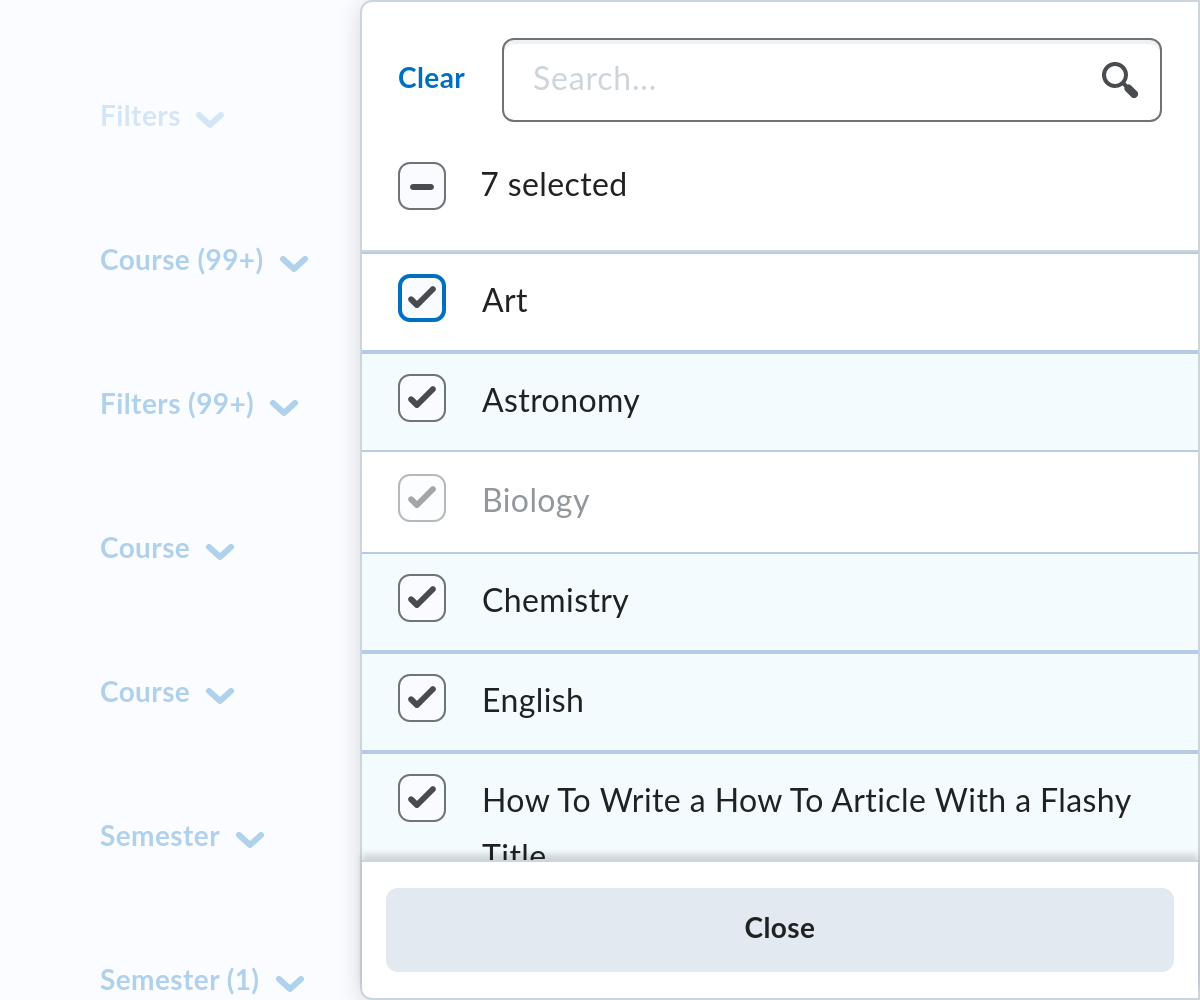 Filters
Course (99+)
Filters (99+)
Course
Course
Semester
Semester (1)
Clear
Search...
7 selected
Art
Astronomy
Biology
Chemistry
English
How To Write a How To Article With a Flashy
Title
Close